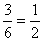 3/6 = 1/2